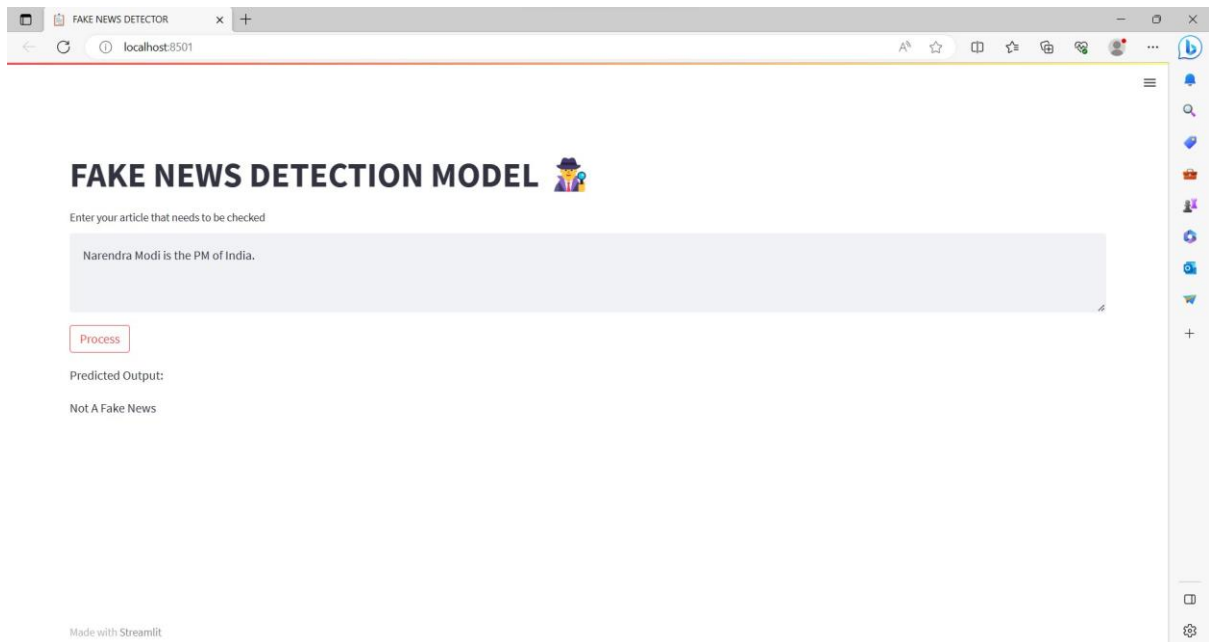 FAKE NEWS DETECTOR
localhost:8501
FAKE NEWS DETECTION MODEL
Enter your article that needs to be checked
Narendra Modi is the PM of India.
Process
Predicted Output:
Not A Fake News
Made with Streamlit